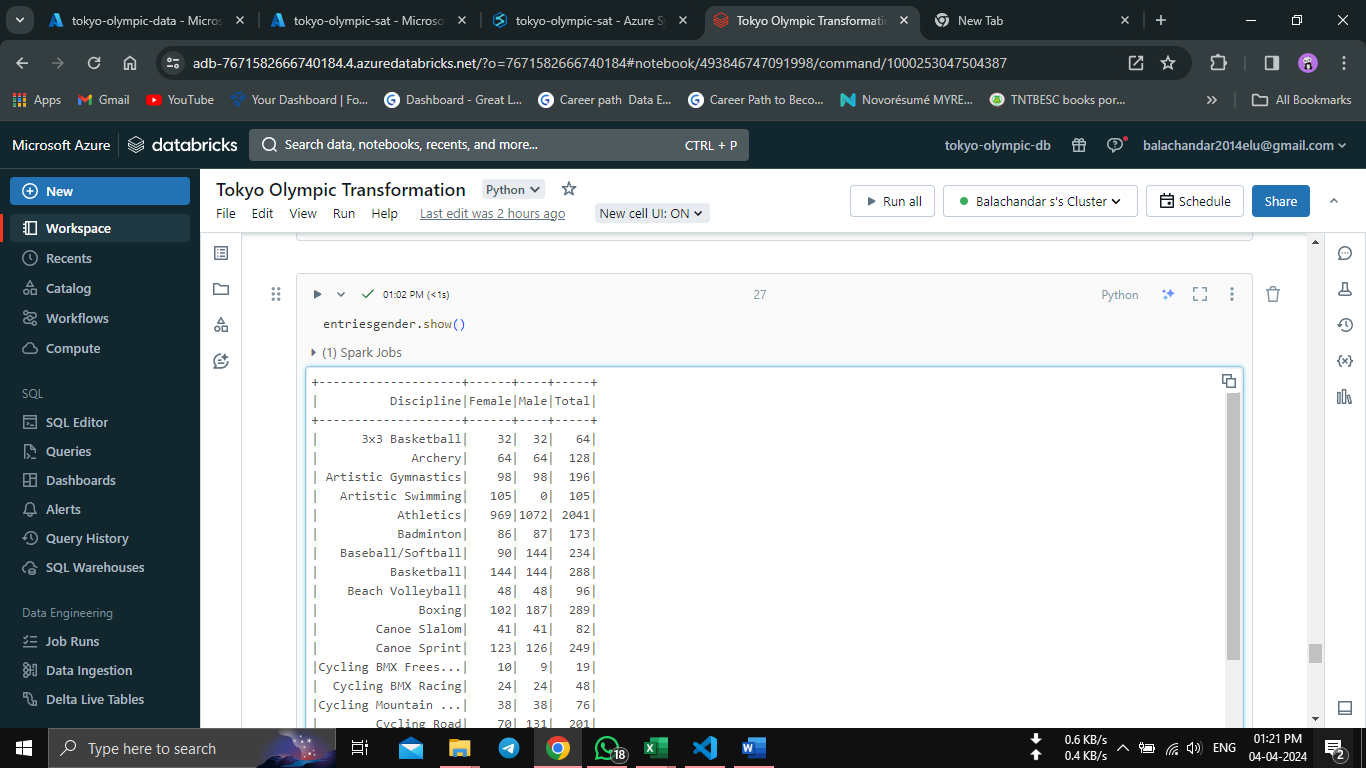 tokyo-olympic-data - Micros
tokyo-olympic-sat - Microso
tokyo-olympic-sat - Azure S
Tokyo Olympic Transformati
New Tab
adb-7671582666740184.4.azuredatabricks.net/?o=7671582666740184#notebook/493846747091998/command/1000253047504387
Apps
Gmail
YouTube
Your Dashboard | Fo...
Dashboard - Great L...
Career path Data E...
Career Path to Beco...
Novorésumé MYRE...
TNTBESC books por...
All Bookmarks
Microsoft Azure
databricks
Search data, notebooks, recents, and more...
CTRL + P
tokyo-olympic-db
balachandar2014elu@gmail.com
New
Workspace
Recents
Catalog
Workflows
Compute
SQL
SQL Editor
Queries
Dashboards
Alerts
Query History
SQL Warehouses
Data Engineering
Job Runs
Data Ingestion
Delta Live Tables
Tokyo Olympic Transformation
Python
File Edit View Run Help Last edit was 2 hours ago New cell UI: ON
Run all
Balachandar s's Cluster
Schedule
Share
01:02 PM (<1s)
27
Python
entriesgender.show()
(1) Spark Jobs
+--------------------+------+----+-----+
|          Discipline|Female|Male|Total|
+--------------------+------+----+-----+
|      3x3 Basketball|    32|  32|   64|
|             Archery|    64|  64|  128|
| Artistic Gymnastics|    98|  98|  196|
|   Artistic Swimming|   105|   0|  105|
|           Athletics|   969|1072| 2041|
|           Badminton|    86|  87|  173|
|   Baseball/Softball|    90| 144|  234|
|          Basketball|   144| 144|  288|
|    Beach Volleyball|    48|  48|   96|
|              Boxing|   102| 187|  289|
|        Canoe Slalom|    41|  41|   82|
|        Canoe Sprint|   123| 126|  249|
|Cycling BMX Frees...|    10|   9|   19|
|  Cycling BMX Racing|    24|  24|   48|
|Cycling Mountain ...|    38|  38|   76|
|        Cycling Road|    70| 131|  201|
Type here to search
18
0.6 KB/s
0.4 KB/s
ENG
01:21 PM
04-04-2024
2